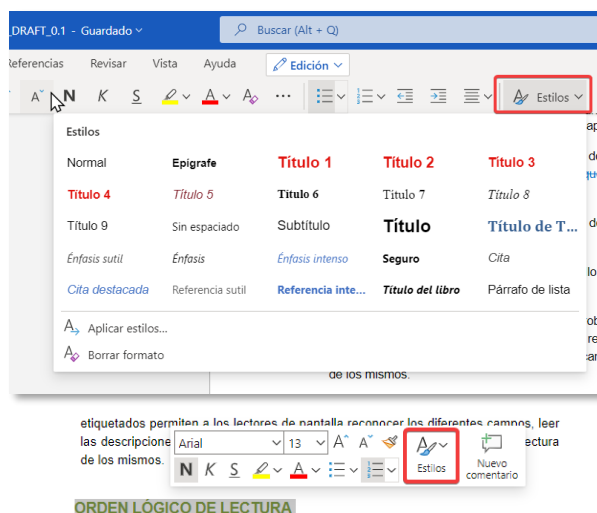 _DRAFT_0.1 - Guardado
Buscar (Alt + Q)
Referencias Revisar Vista Ayuda Edición
A N K S A A ... Estilos
Estilos
Normal Epígrafe Título 1 Título 2 Título 3
Título 4 Título 5 Título 6 Título 7 Título 8
Título 9 Sin espaciado Subtítulo Título Título de T...
Énfasis sutil Énfasis Énfasis intenso Seguro Cita
Cita destacada Referencia sutil Referencia inte... Título del libro Párrafo de lista
Aplicar estilos...
Borrar formato
de los mismos.
etiquetados permiten a los lectores de pantalla reconocer los diferentes campos, leer
las descripcione
ectura
de los mismos.
Arial 13 A A
N K S A Estilos Nuevo
comentario
ORDEN LÓGICO DE LECTURA